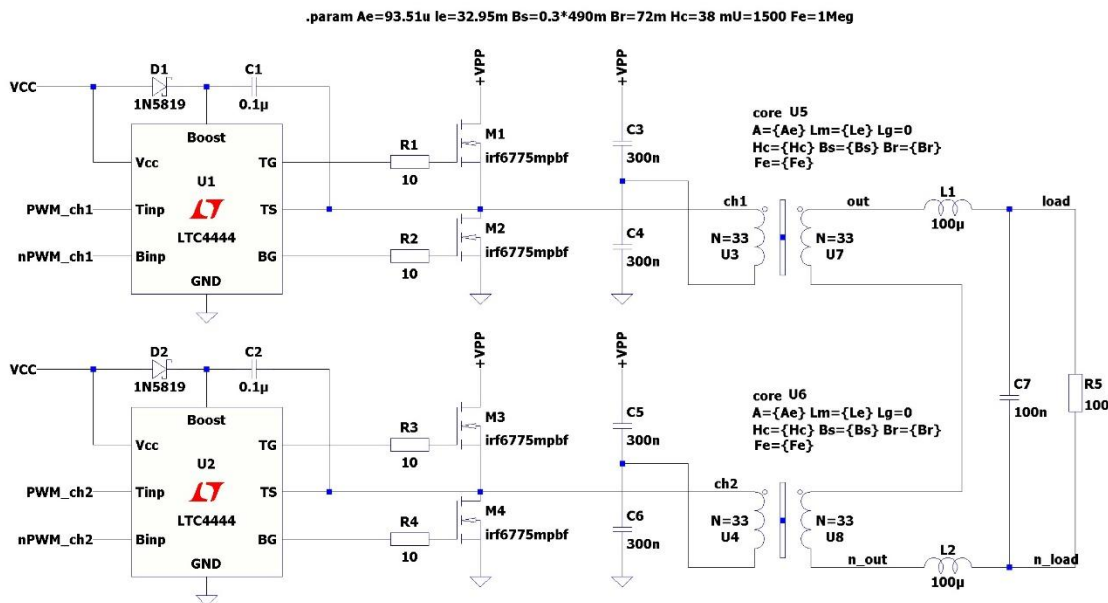 .param Ae=93.51u le=32.95m Bs=0.3*490m Br=72m Hc=38 mU=1500 Fe=1Meg
VCC
D1
1N5819
C1
0.1µ
Boost
Vcc
TG
U1
PWM_ch1
Tinp
TS
LTC4444
nPWM_ch1
Binp
BG
GND
R1
10
R2
10
+VPP
M1
irf6775mpbf
M2
irf6775mpbf
+VPP
C3
300n
C4
300n
core U5
A={Ae} Lm={Le} Lg=0
Hc={Hc} Bs={Bs} Br={Br}
Fe={Fe}
ch1
N=33
U3
out
N=33
U7
L1
100µ
load
VCC
D2
1N5819
C2
0.1µ
Boost
Vcc
TG
U2
PWM_ch2
Tinp
TS
LTC4444
nPWM_ch2
Binp
BG
GND
R3
10
R4
10
+VPP
M3
irf6775mpbf
M4
irf6775mpbf
+VPP
C5
300n
C6
300n
core U6
A={Ae} Lm={Le} Lg=0
Hc={Hc} Bs={Bs} Br={Br}
Fe={Fe}
ch2
N=33
U4
N=33
U8
n_out
L2
100µ
n_load
C7
100n
R5
100